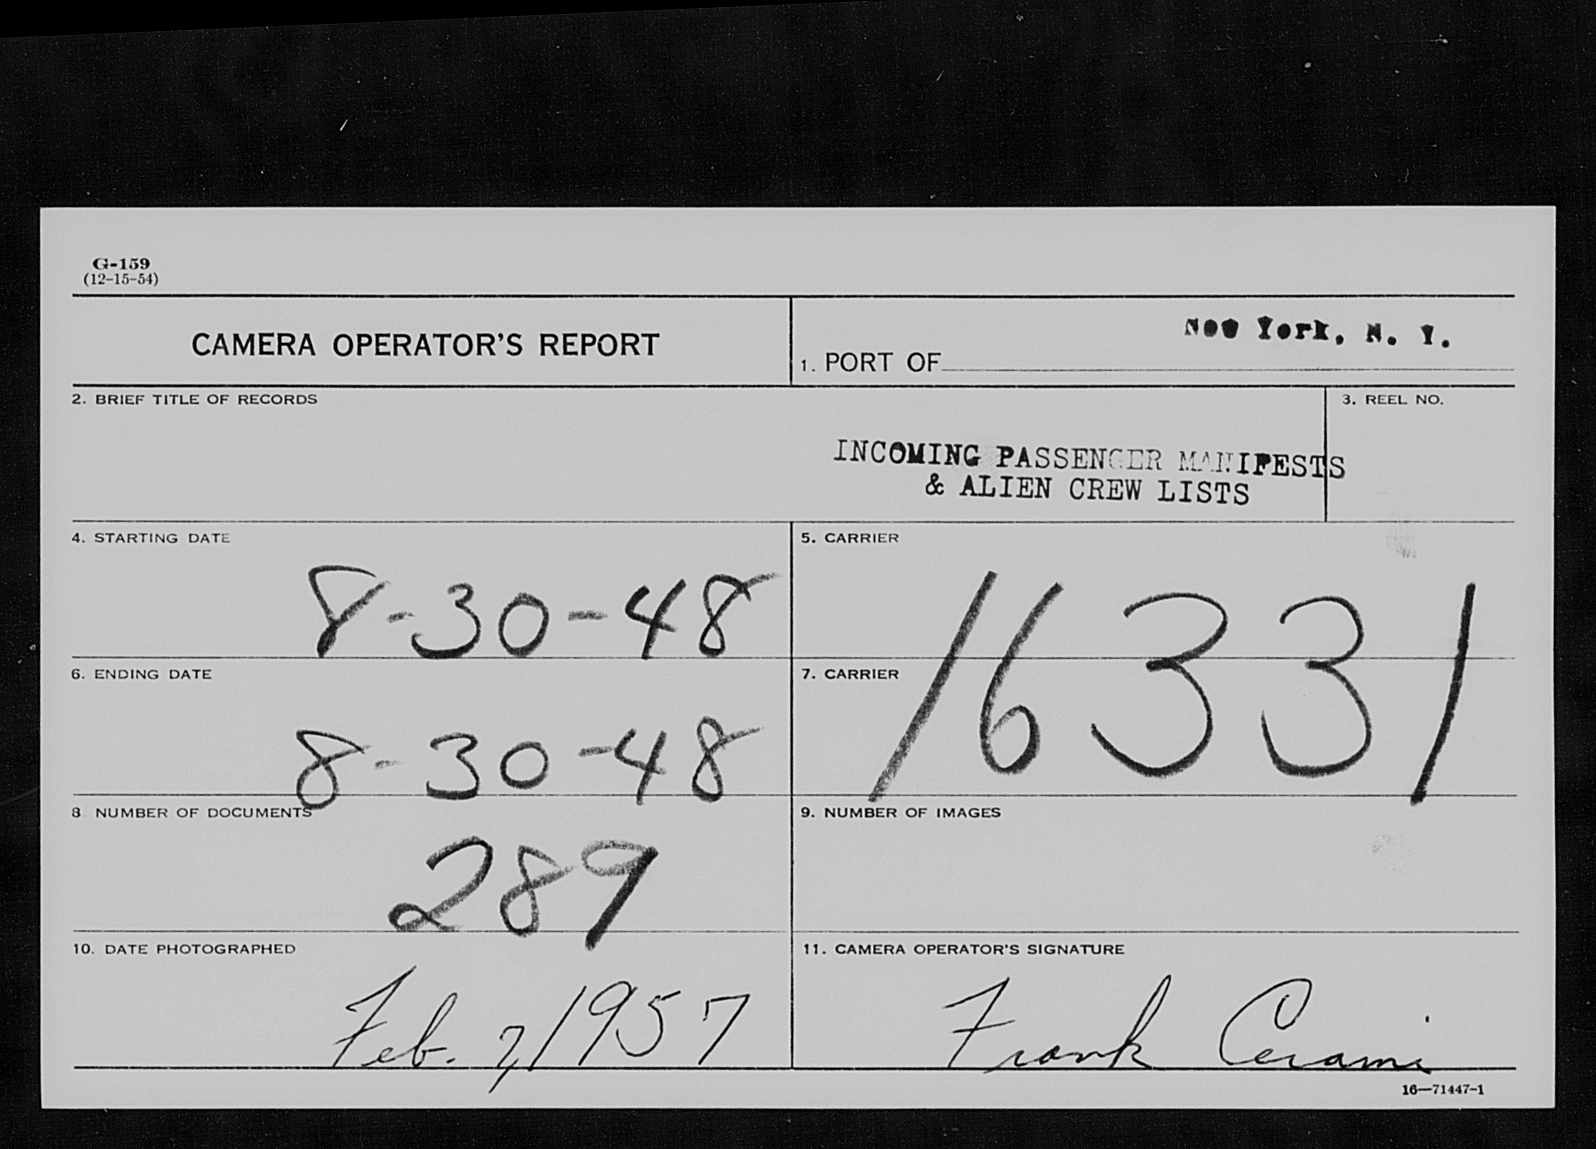 G-159
(12-15-54)
CAMERA OPERATOR'S REPORT
1. PORT OF New York, N. Y.
2. BRIEF TITLE OF RECORDS
3. REEL NO.
INCOMING PASSENGER MANIFESTS
& ALIEN CREW LISTS
4. STARTING DATE
8-30-48
5. CARRIER
16331
6. ENDING DATE
8-30-48
7. CARRIER
8 NUMBER OF DOCUMENTS
289
9. NUMBER OF IMAGES
10. DATE PHOTOGRAPHED
Feb. 7, 1957
11. CAMERA OPERATOR'S SIGNATURE
Frank Cerami
16—71447-1